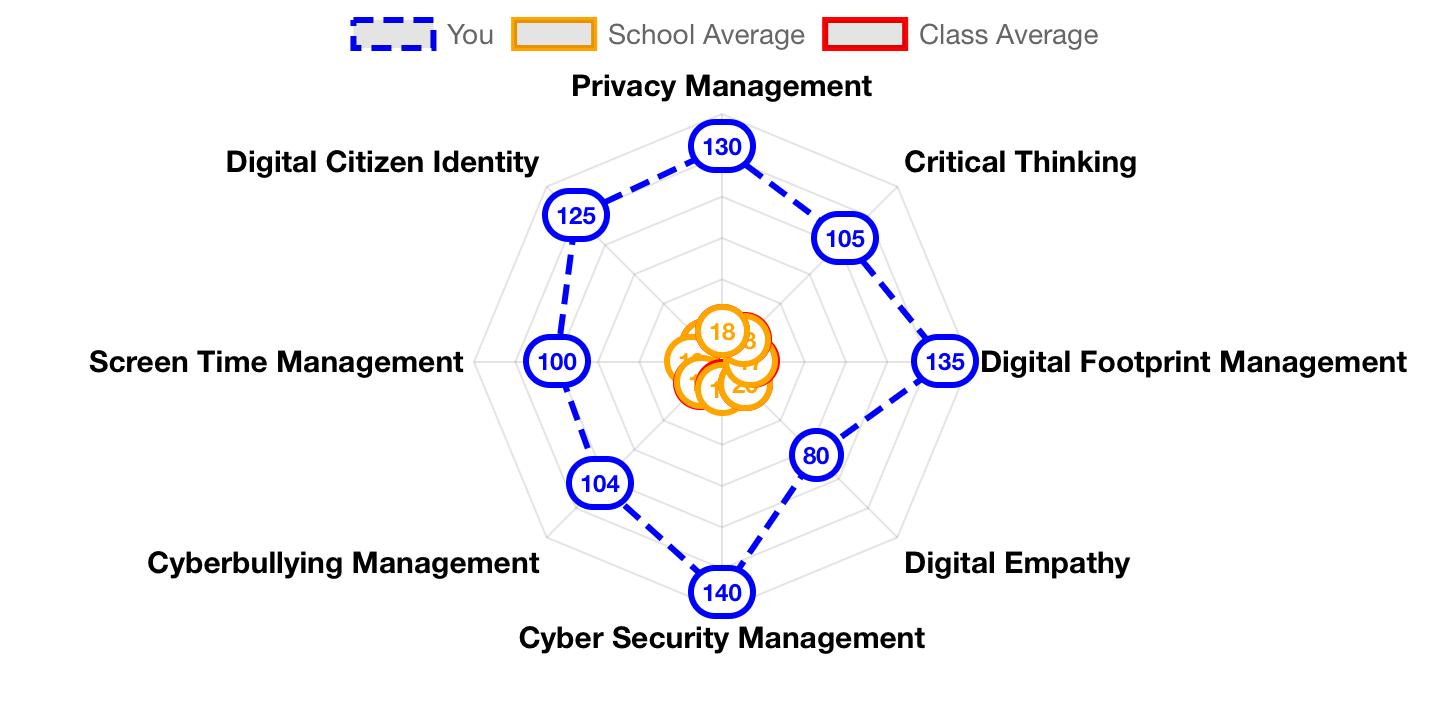 You School Average Class Average
Privacy Management
130
Digital Citizen Identity Critical Thinking
125 105
18
Screen Time Management 100 135 Digital Footprint Management
80
104
Cyberbullying Management Digital Empathy
140
Cyber Security Management